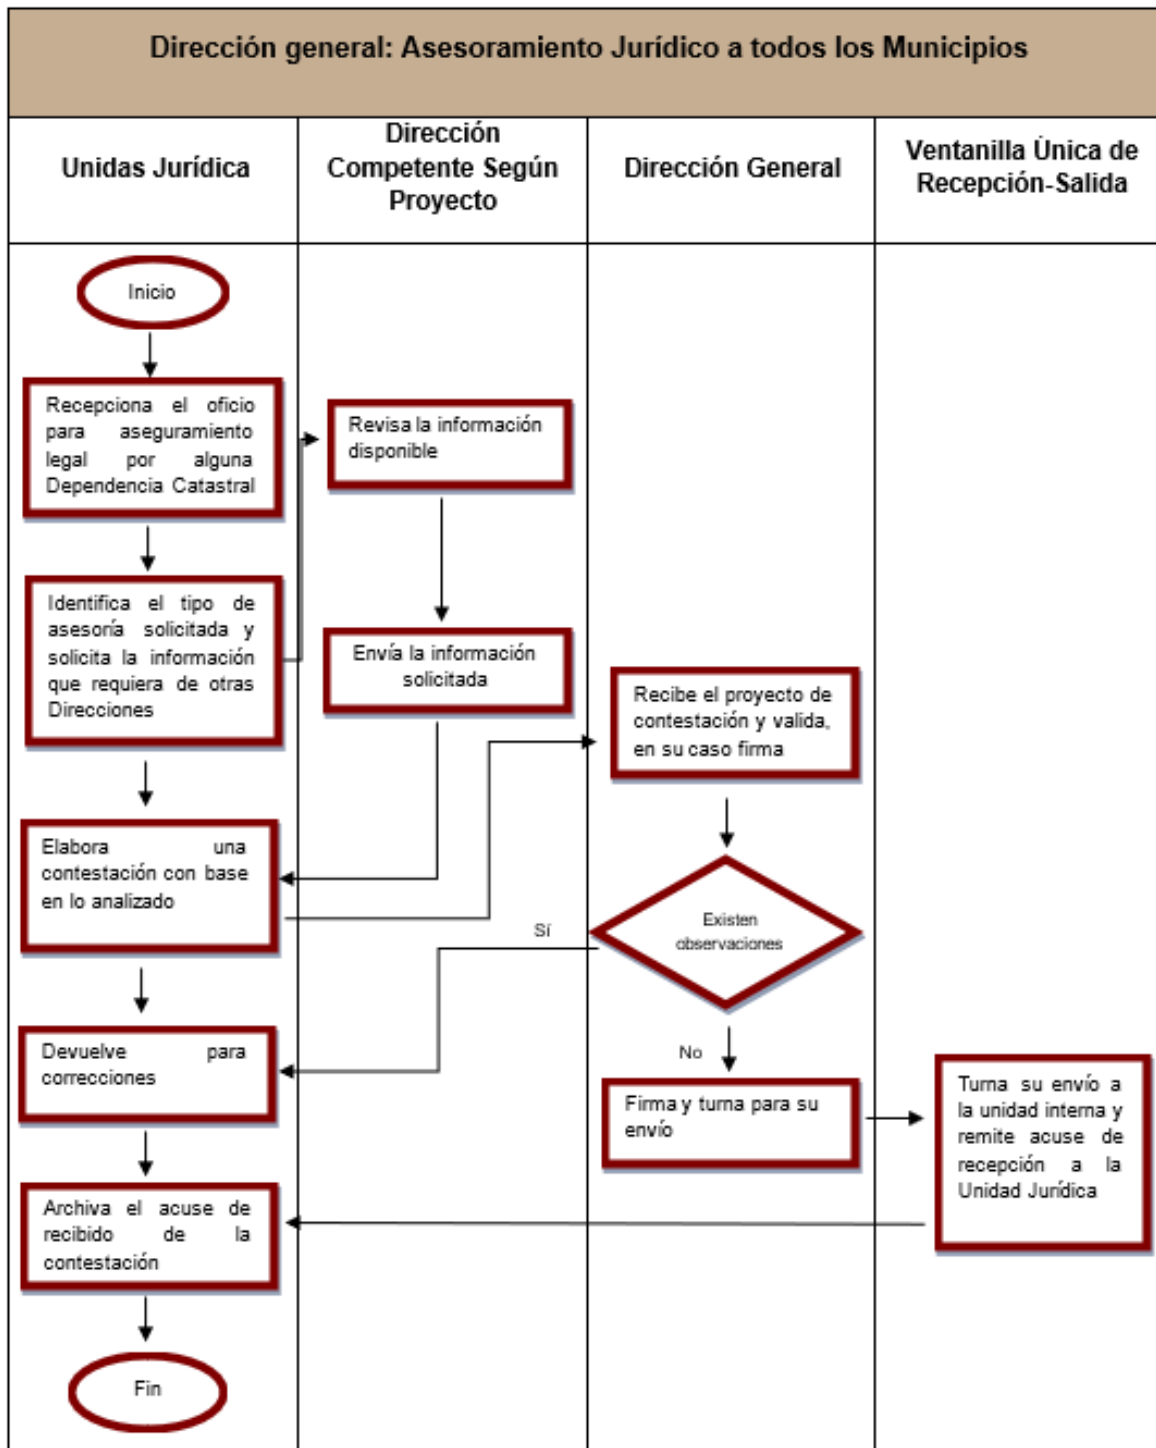 Dirección general: Asesoramiento Jurídico a todos los Municipios
Unidas Jurídica
Dirección
Competente Según
Proyecto
Dirección General
Ventanilla Única de
Recepción-Salida
Inicio
Recepciona el oficio
para aseguramiento
legal por alguna
Dependencia Catastral
Revisa la información
disponible
Identifica el tipo de
asesoría solicitada y
solicita la información
que requiera de otras
Direcciones
Envía la información
solicitada
Recibe el proyecto de
contestación y valida,
en su caso firma
Elabora una
contestación con base
en lo analizado
Existen
observaciones
Sí
No
Devuelve para
correcciones
Firma y turna para su
envío
Turna su envío a
la unidad interna y
remite acuse de
recepción a la
Unidad Jurídica
Archiva el acuse de
recibido de la
contestación
Fin